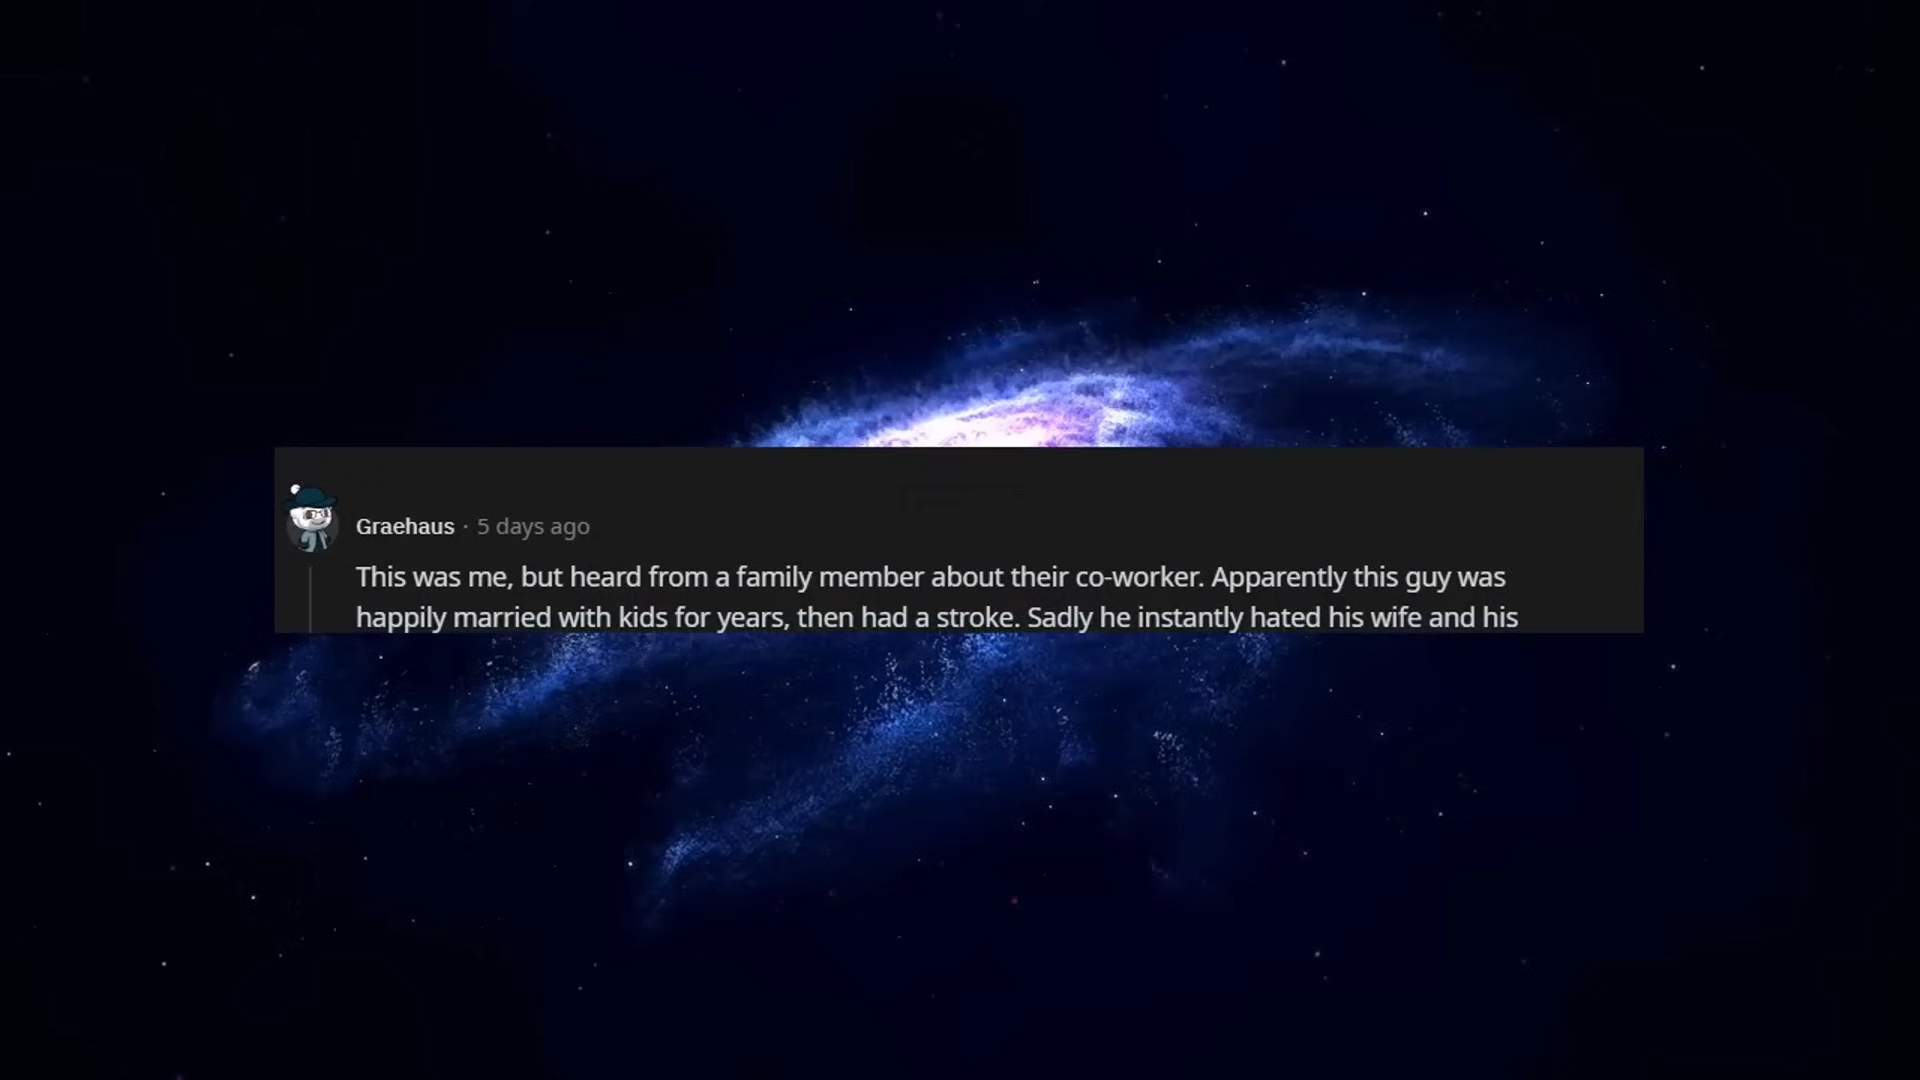 Graehaus · 5 days ago
This was me, but heard from a family member about their co-worker. Apparently this guy was
happily married with kids for years, then had a stroke. Sadly he instantly hated his wife and his